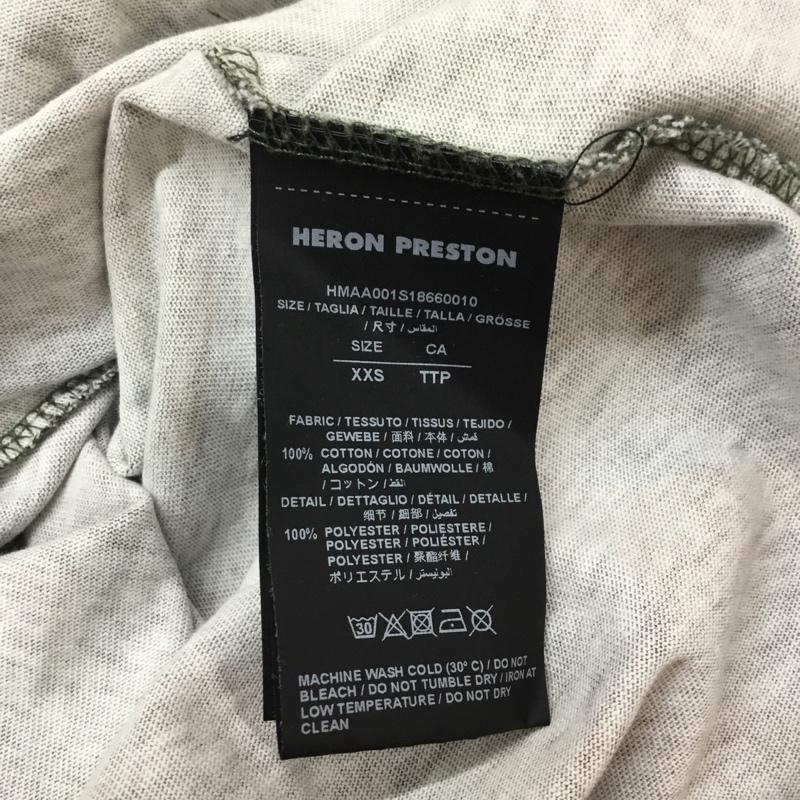 HERON PRESTON
HMAA001S18660010
SIZE / TAGLIA / TAILLE / TALLA / GRÖSSE
/ 尺寸 / المقاس
SIZE CA
XXS TTP
FABRIC / TESSUTO / TISSUS / TEJIDO /
GEWEBE / 面料 / 本体 / قماش
100% COTTON / COTONE / COTON /
ALGODÓN / BAUMWOLLE / 棉
/ コットン / القط
DETAIL / DETTAGLIO / DÉTAIL / DETALLE /
细节 / 細部 / تفصيل
100% POLYESTER / POLIESTERE /
POLYESTER / POLIÉSTER /
POLYESTER / 聚酯纤维 /
ポリエステル / البوليستر
30
MACHINE WASH COLD (30° C) / DO NOT
BLEACH / DO NOT TUMBLE DRY / IRON AT
LOW TEMPERATURE / DO NOT DRY
CLEAN